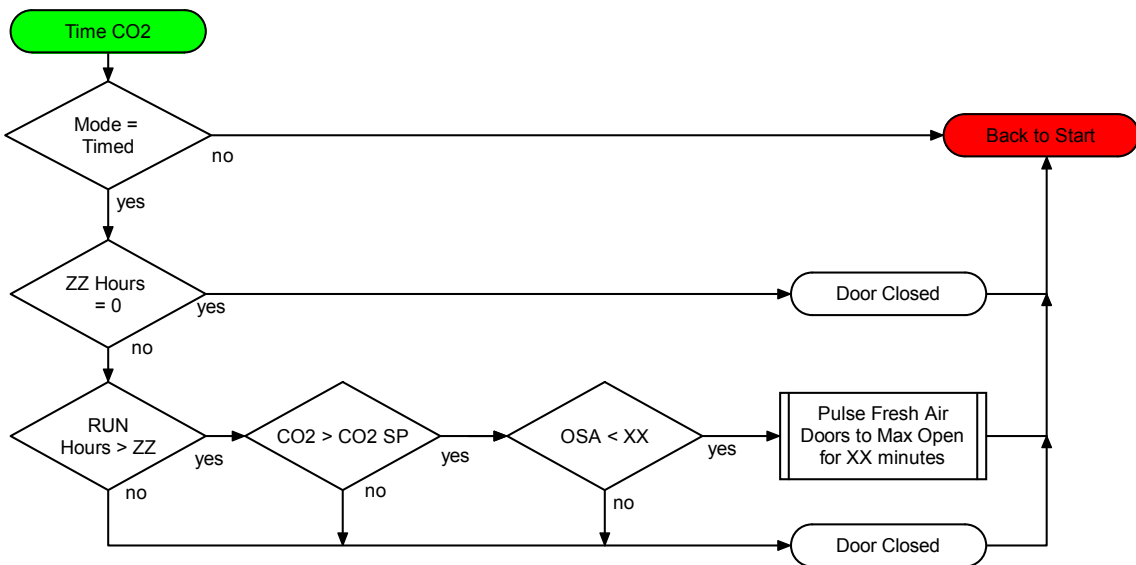 Time CO2
Mode =
Timed
no
Back to Start
yes
ZZ Hours
= 0
yes
Door Closed
no
RUN
Hours > ZZ
yes
CO2 > CO2 SP
yes
OSA < XX
yes
Pulse Fresh Air
Doors to Max Open
for XX minutes
no
no
no
Door Closed